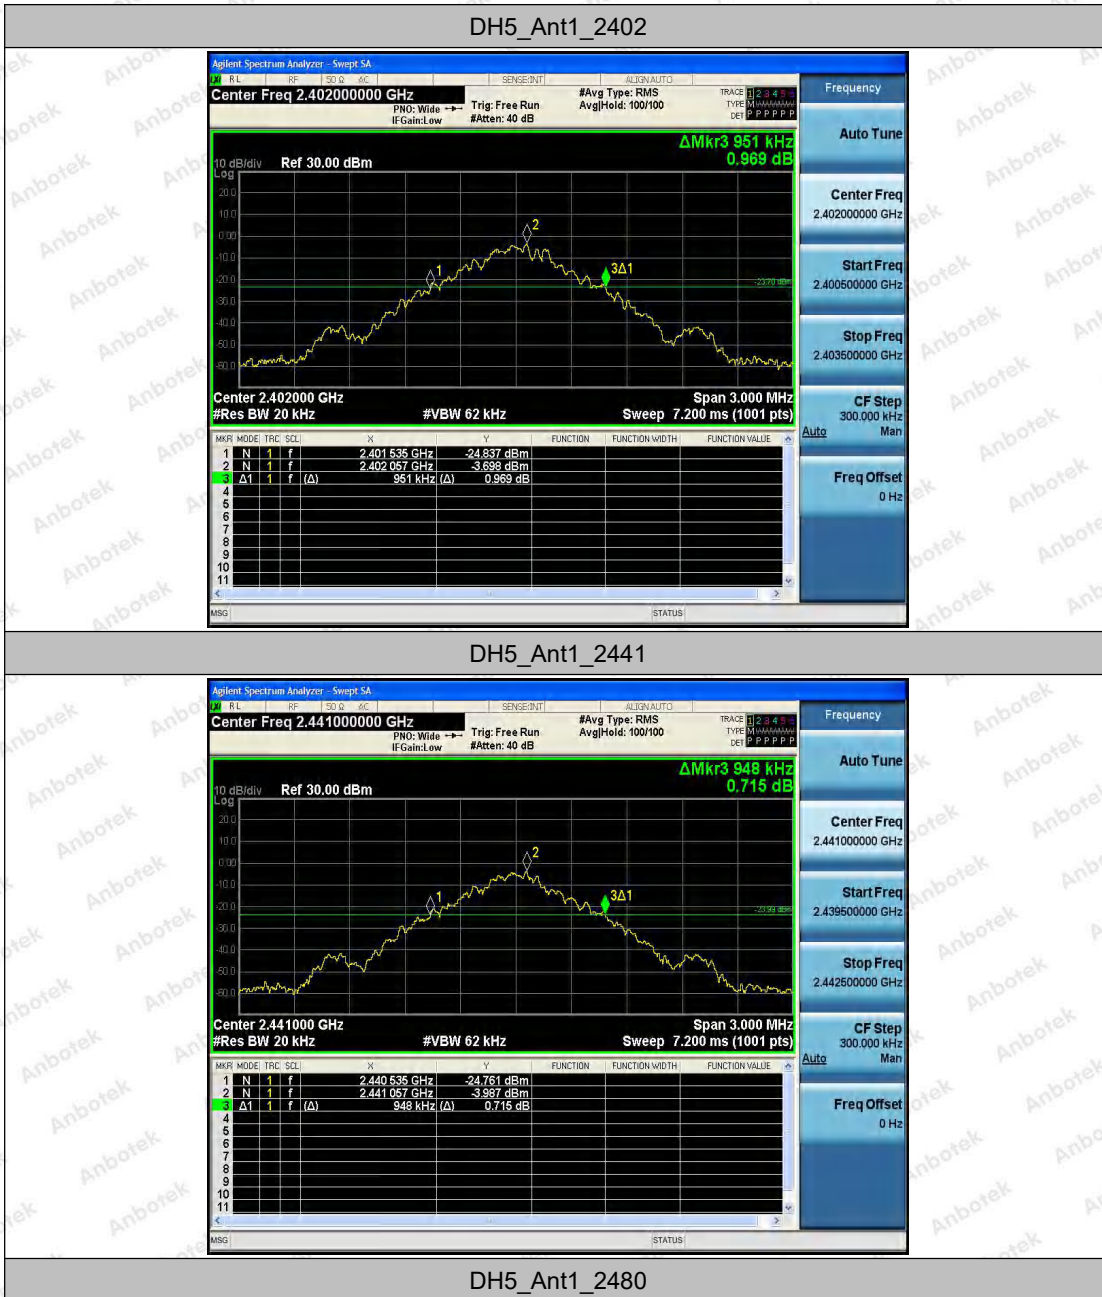 DH5_Ant1_2402
Agilent Spectrum Analyzer - Swept SA
RL RF 50 Ω AC SENSE:INT ALIGNAUTO
Center Freq 2.402000000 GHz
PNO: Wide Trig: Free Run
IFGain:Low #Atten: 40 dB
#Avg Type: RMS
Avg|Hold: 100/100
TRACE 1 2 3 4 5 6
TYPE M
DET P P P P P P
ΔMkr3 951 kHz
0.969 dB
10 dB/div Ref 30.00 dBm
Log
20.0
10.0
0.00
-10.0
-20.0
-30.0
-40.0
-50.0
-60.0
1
2
3Δ1
-23.70 dBm
Center 2.402000 GHz Span 3.000 MHz
#Res BW 20 kHz #VBW 62 kHz Sweep 7.200 ms (1001 pts)
MKR MODE TRC SCL X Y FUNCTION FUNCTION WIDTH FUNCTION VALUE
1 N 1 f 2.401 535 GHz -24.837 dBm
2 N 1 f 2.402 057 GHz -3.698 dBm
3 Δ1 1 f (Δ) 951 kHz (Δ) 0.969 dB
4
5
6
7
8
9
10
11
MSG STATUS
Frequency
Auto Tune
Center Freq
2.402000000 GHz
Start Freq
2.400500000 GHz
Stop Freq
2.403500000 GHz
CF Step
300.000 kHz
Auto Man
Freq Offset
0 Hz
DH5_Ant1_2441
Agilent Spectrum Analyzer - Swept SA
RL RF 50 Ω AC SENSE:INT ALIGNAUTO
Center Freq 2.441000000 GHz
PNO: Wide Trig: Free Run
IFGain:Low #Atten: 40 dB
#Avg Type: RMS
Avg|Hold: 100/100
TRACE 1 2 3 4 5 6
TYPE M
DET P P P P P P
ΔMkr3 948 kHz
0.715 dB
10 dB/div Ref 30.00 dBm
Log
20.0
10.0
0.00
-10.0
-20.0
-30.0
-40.0
-50.0
-60.0
1
2
3Δ1
-23.99 dBm
Center 2.441000 GHz Span 3.000 MHz
#Res BW 20 kHz #VBW 62 kHz Sweep 7.200 ms (1001 pts)
MKR MODE TRC SCL X Y FUNCTION FUNCTION WIDTH FUNCTION VALUE
1 N 1 f 2.440 535 GHz -24.761 dBm
2 N 1 f 2.441 057 GHz -3.987 dBm
3 Δ1 1 f (Δ) 948 kHz (Δ) 0.715 dB
4
5
6
7
8
9
10
11
MSG STATUS
Frequency
Auto Tune
Center Freq
2.441000000 GHz
Start Freq
2.439500000 GHz
Stop Freq
2.442500000 GHz
CF Step
300.000 kHz
Auto Man
Freq Offset
0 Hz
DH5_Ant1_2480
Anbotek